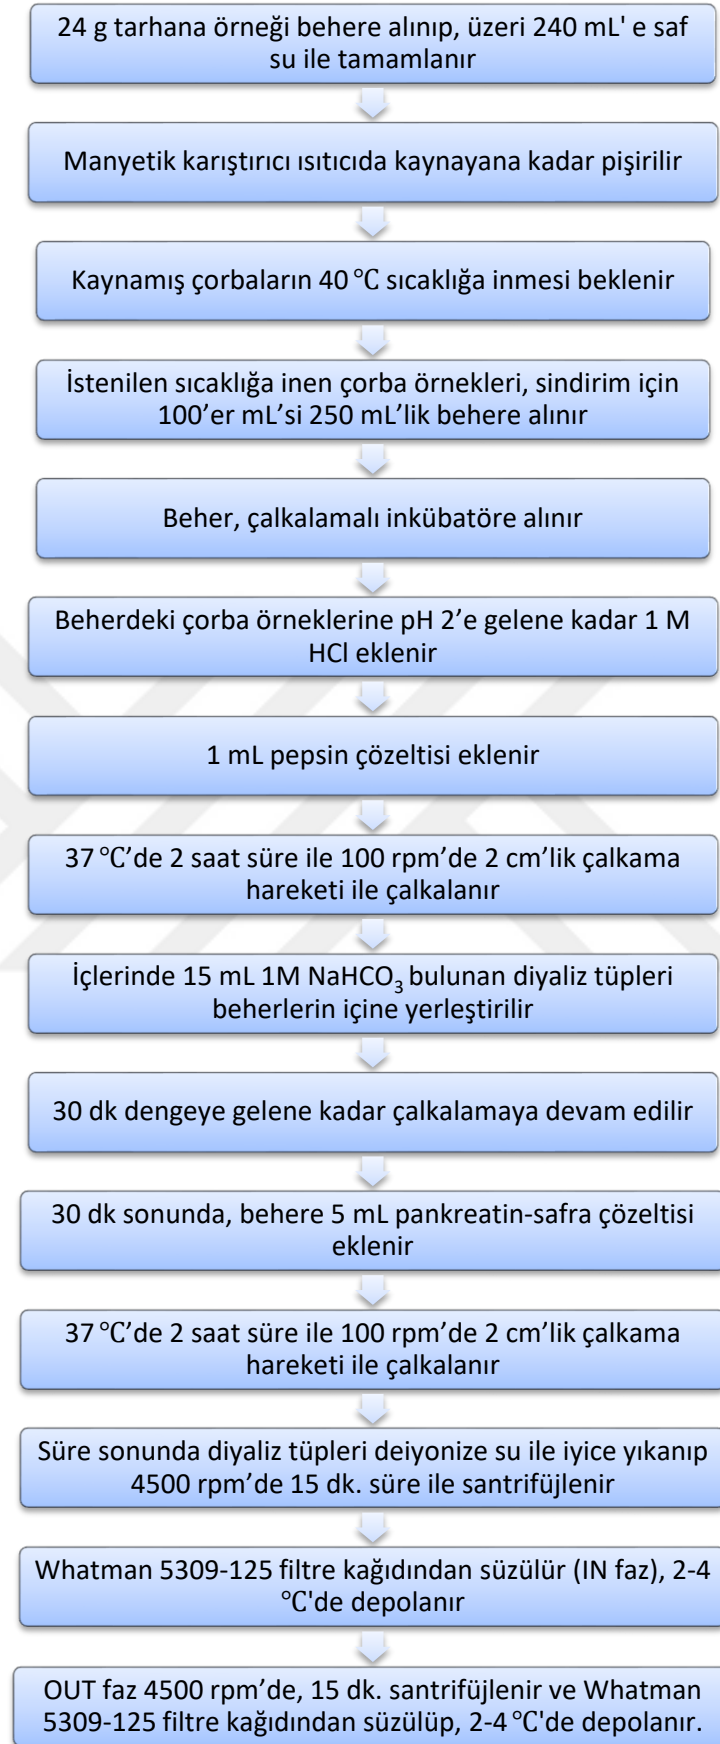 24 g tarhana örneği behere alınıp, üzeri 240 mL' e saf
su ile tamamlanır
Manyetik karıştırıcı ısıtıcıda kaynayana kadar pişirilir
Kaynamış çorbaların 40 °C sıcaklığa inmesi beklenir
İstenilen sıcaklığa inen çorba örnekleri, sindirim için
100’er mL’si 250 mL’lik behere alınır
Beher, çalkalamalı inkübatöre alınır
Beherdeki çorba örneklerine pH 2’e gelene kadar 1 M
HCl eklenir
1 mL pepsin çözeltisi eklenir
37 °C’de 2 saat süre ile 100 rpm’de 2 cm’lik çalkama
hareketi ile çalkalanır
İçlerinde 15 mL 1M NaHCO₃ bulunan diyaliz tüpleri
beherlerin içine yerleştirilir
30 dk dengeye gelene kadar çalkalamaya devam edilir
30 dk sonunda, behere 5 mL pankreatin-safra çözeltisi
eklenir
37 °C’de 2 saat süre ile 100 rpm’de 2 cm’lik çalkama
hareketi ile çalkalanır
Süre sonunda diyaliz tüpleri deiyonize su ile iyice yıkanıp
4500 rpm’de 15 dk. süre ile santrifüjlenir
Whatman 5309-125 filtre kağıdından süzülür (IN faz), 2-4
°C'de depolanır
OUT faz 4500 rpm’de, 15 dk. santrifüjlenir ve Whatman
5309-125 filtre kağıdından süzülüp, 2-4 °C'de depolanır.